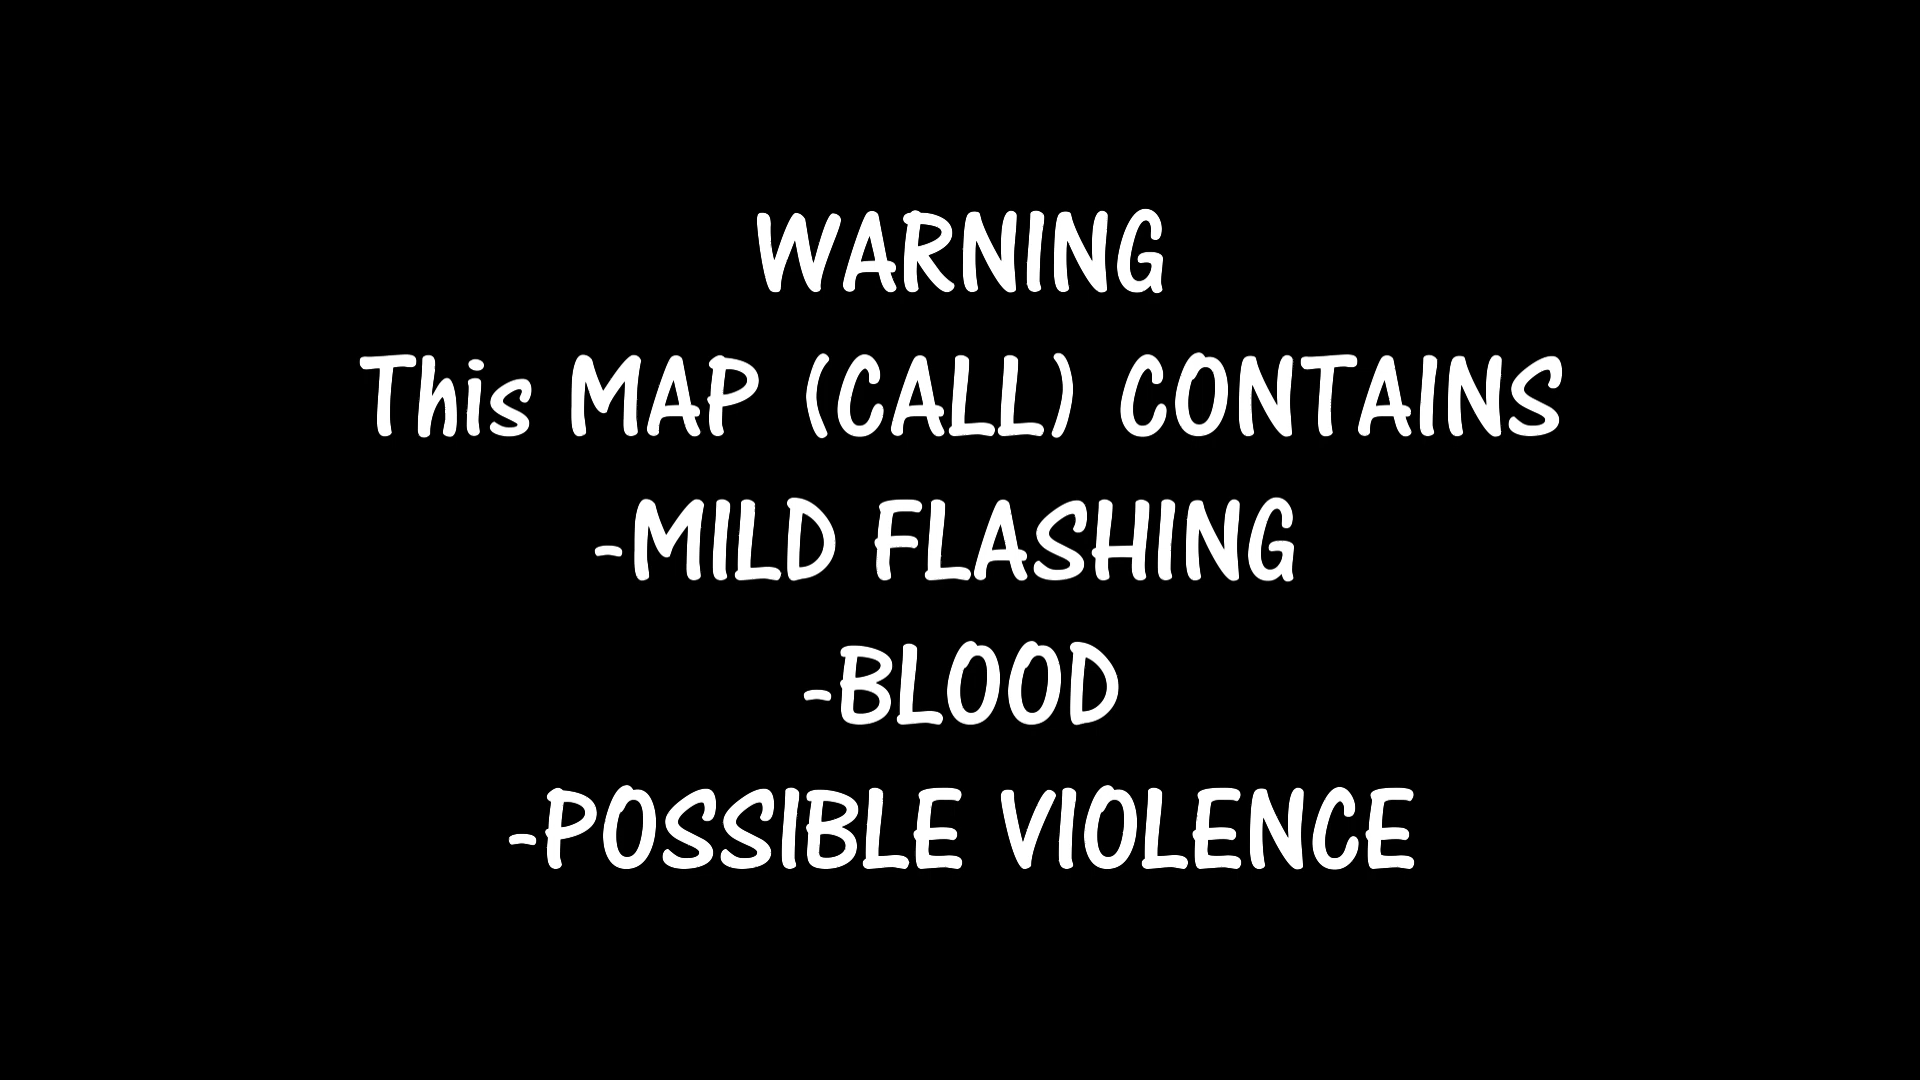 WARNING
This MAP (CALL) CONTAINS
-MILD FLASHING
-BLOOD
-POSSIBLE VIOLENCE